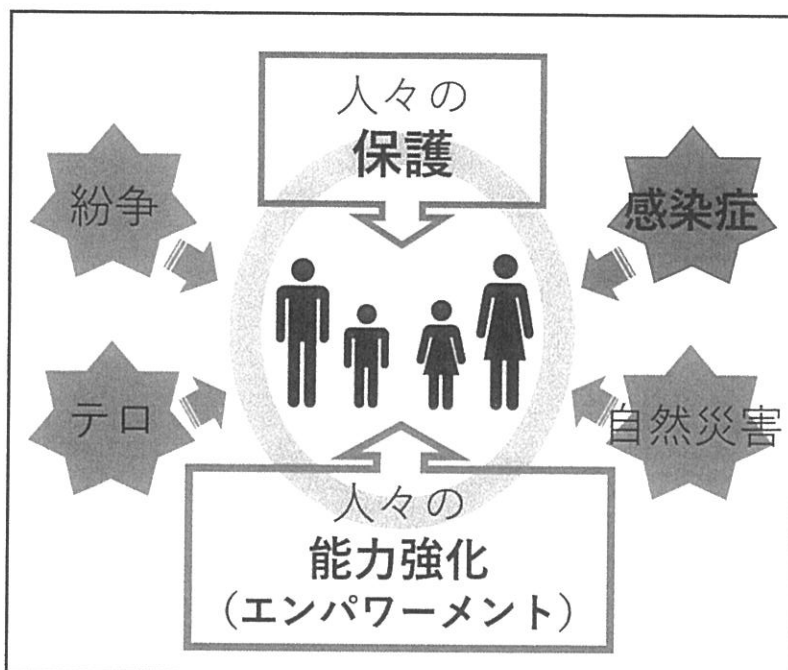 人々の
保護
紛争
感染症
テロ
自然災害
人々の
能力強化
(エンパワーメント)